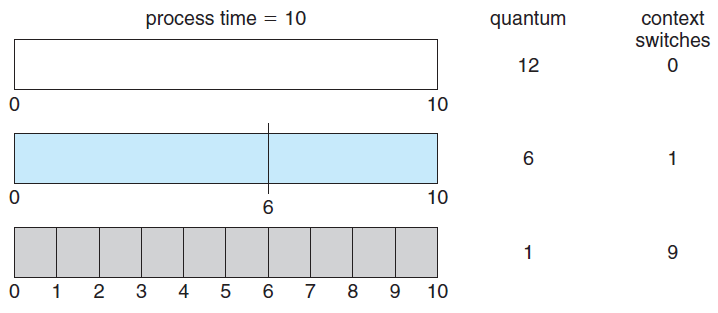 process time = 10 quantum context
switches
12 0
0 10
6 1
0 6 10
1 9
0 1 2 3 4 5 6 7 8 9 10